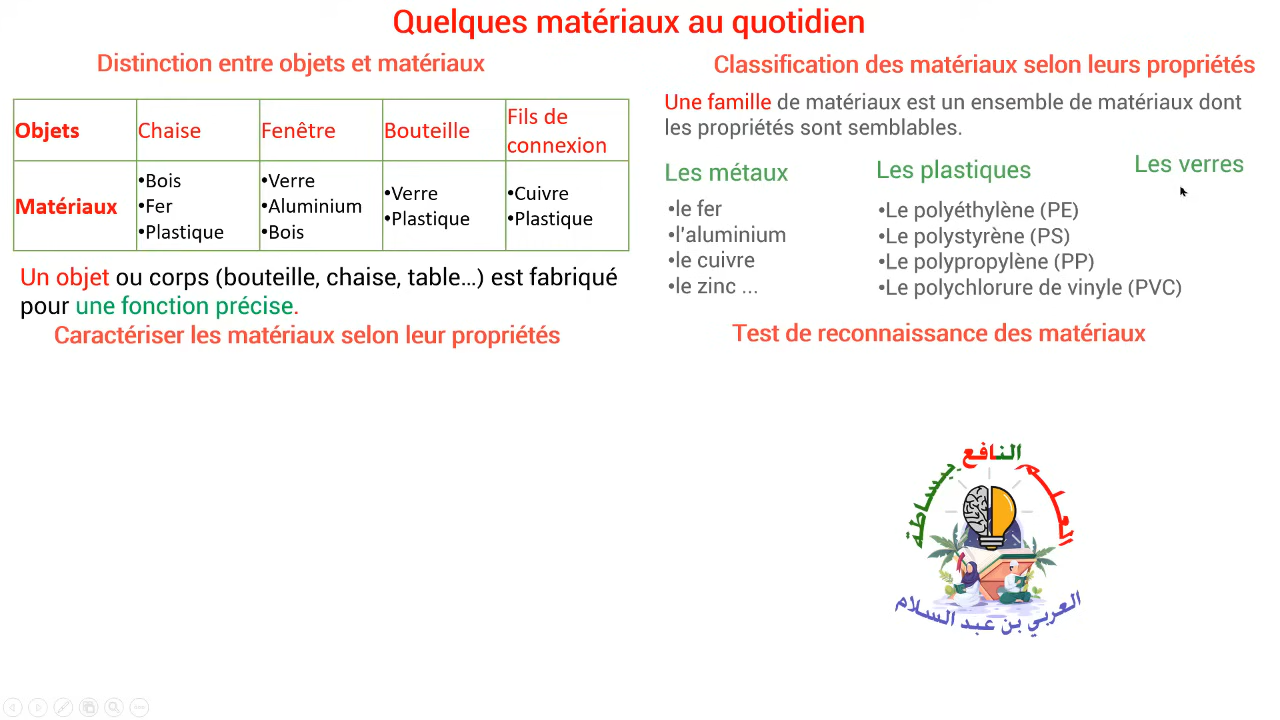 Quelques matériaux au quotidien
Distinction entre objets et matériaux
Objets
Chaise
Fenêtre
Bouteille
Fils de
connexion
Matériaux
•Bois
•Fer
•Plastique
•Verre
•Aluminium
•Bois
•Verre
•Plastique
•Cuivre
•Plastique
Un objet ou corps (bouteille, chaise, table…) est fabriqué
pour une fonction précise.
Caractériser les matériaux selon leur propriétés
Classification des matériaux selon leurs propriétés
Une famille de matériaux est un ensemble de matériaux dont
les propriétés sont semblables.
Les métaux
•le fer
•l'aluminium
•le cuivre
•le zinc ...
Les plastiques
•Le polyéthylène (PE)
•Le polystyrène (PS)
•Le polypropylène (PP)
•Le polychlorure de vinyle (PVC)
Les verres
Test de reconnaissance des matériaux
العلم النافع ببساطة
العربي بن عبد السلام